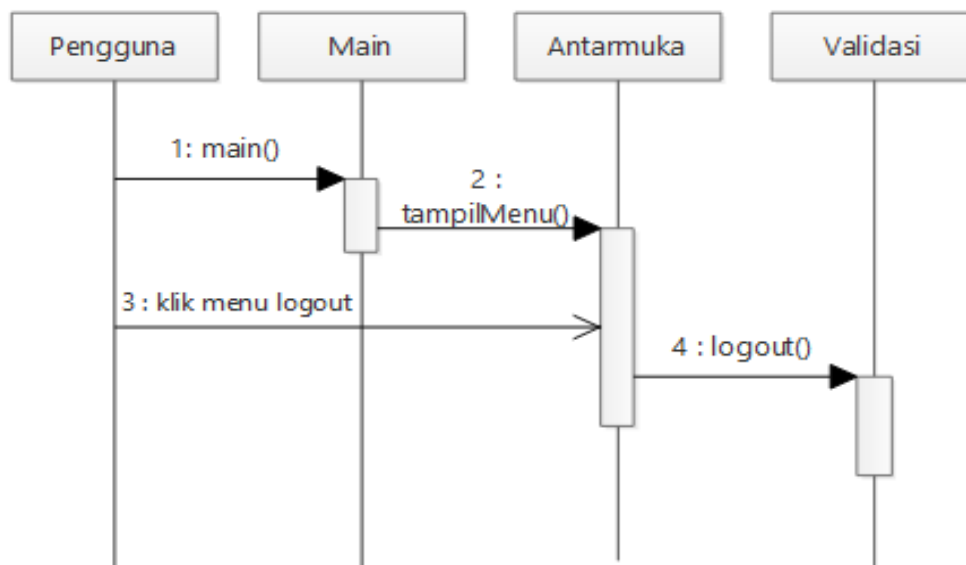 Pengguna
Main
Antarmuka
Validasi
1: main()
2 :
tampilMenu()
3 : klik menu logout
4 : logout()